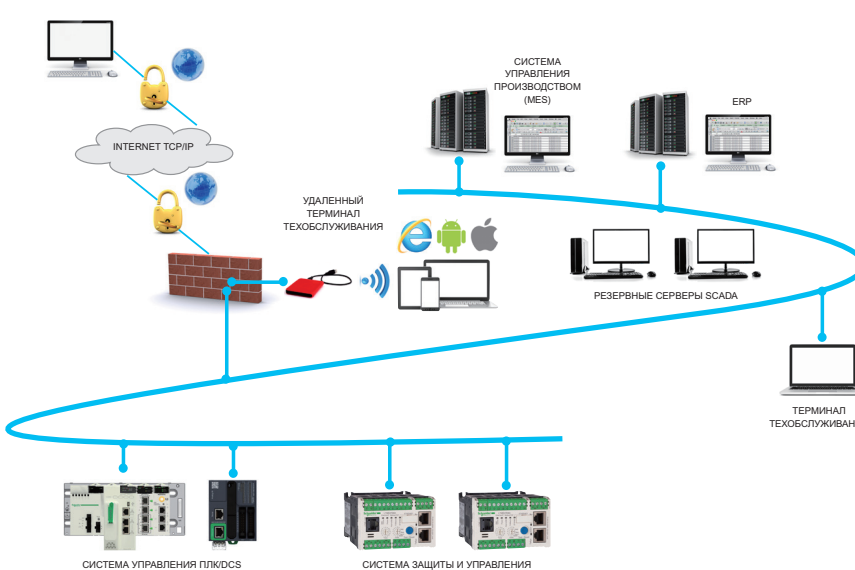 СИСТЕМА
УПРАВЛЕНИЯ
ПРОИЗВОДСТВОМ
(MES)
ERP
INTERNET TCP/IP
УДАЛЕННЫЙ
ТЕРМИНАЛ
ТЕХОБСЛУЖИВАНИЯ
РЕЗЕРВНЫЕ СЕРВЕРЫ SCADA
ТЕРМИНАЛ
ТЕХОБСЛУЖИВАН
СИСТЕМА УПРАВЛЕНИЯ ПЛК/DCS
СИСТЕМА ЗАЩИТЫ И УПРАВЛЕНИЯ